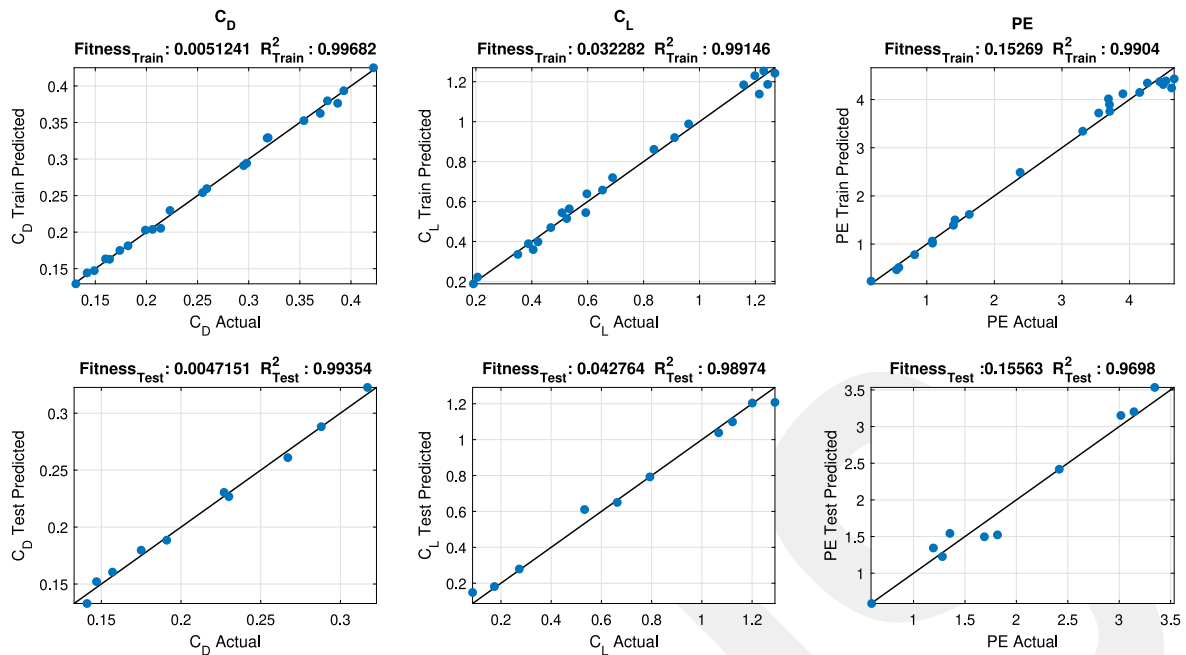 C_D
Fitness_Train : 0.0051241 R²_Train : 0.99682
0.4
0.35
0.3
0.25
0.2
0.15
C_D Train Predicted
0.15 0.2 0.25 0.3 0.35 0.4
C_D Actual
C_L
Fitness_Train : 0.032282 R²_Train : 0.99146
1.2
1
0.8
0.6
0.4
0.2
C_L Train Predicted
0.2 0.4 0.6 0.8 1 1.2
C_L Actual
PE
Fitness_Train : 0.15269 R²_Train : 0.9904
4
3
2
1
PE Train Predicted
1 2 3 4
PE Actual
Fitness_Test : 0.0047151 R²_Test : 0.99354
0.3
0.25
0.2
0.15
C_D Test Predicted
0.15 0.2 0.25 0.3
C_D Actual
Fitness_Test : 0.042764 R²_Test : 0.98974
1.2
1
0.8
0.6
0.4
0.2
C_L Test Predicted
0.2 0.4 0.6 0.8 1 1.2
C_L Actual
Fitness_Test :0.15563 R²_Test : 0.9698
3.5
3
2.5
2
1.5
1
PE Test Predicted
1 1.5 2 2.5 3 3.5
PE Actual